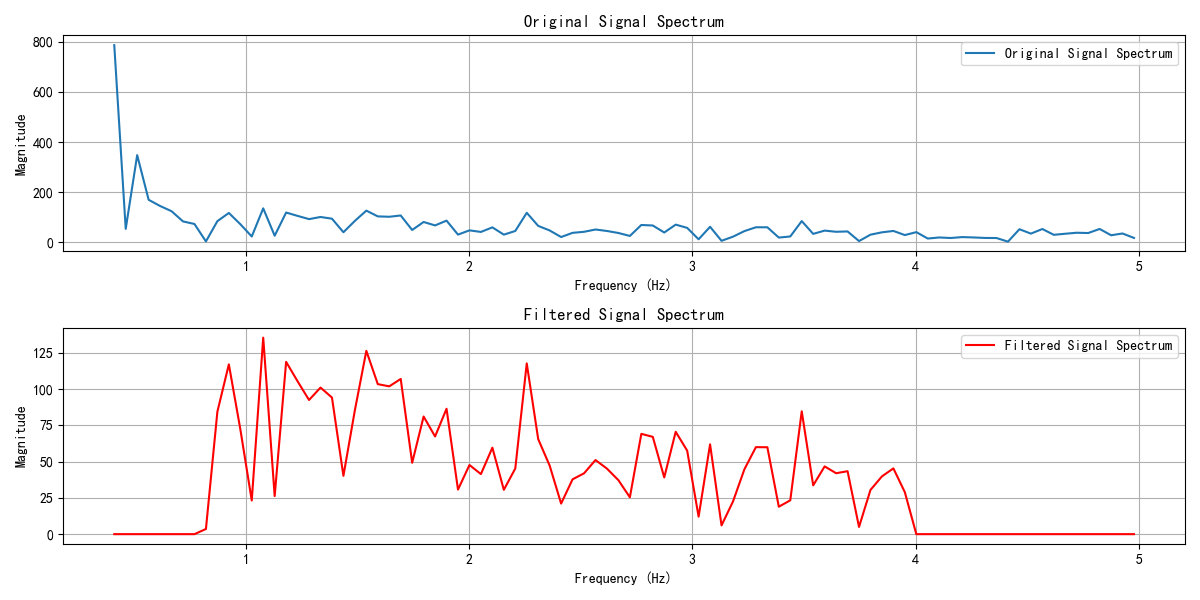 Original Signal Spectrum
800
600
400
200
0
Magnitude
Original Signal Spectrum
1
2
3
4
5
Frequency (Hz)
Filtered Signal Spectrum
125
100
75
50
25
0
Magnitude
Filtered Signal Spectrum
1
2
3
4
5
Frequency (Hz)